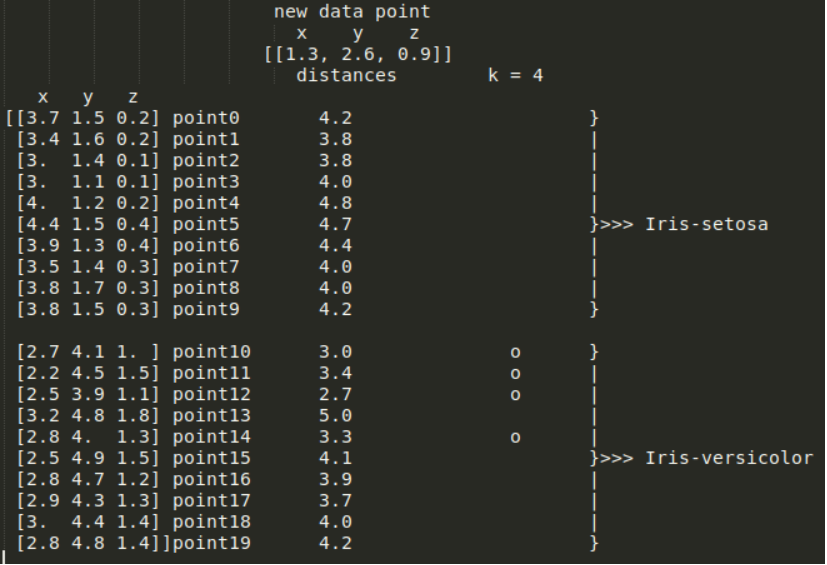 new data point
x y z
[[1.3, 2.6, 0.9]]
distances k = 4
x y z
[[3.7 1.5 0.2] point0 4.2 }
[3.4 1.6 0.2] point1 3.8 |
[3. 1.4 0.1] point2 3.8 |
[3. 1.1 0.1] point3 4.0 |
[4. 1.2 0.2] point4 4.8 |
[4.4 1.5 0.4] point5 4.7 }>>> Iris-setosa
[3.9 1.3 0.4] point6 4.4 |
[3.5 1.4 0.3] point7 4.0 |
[3.8 1.7 0.3] point8 4.0 |
[3.8 1.5 0.3] point9 4.2 }
[2.7 4.1 1. ] point10 3.0 o }
[2.2 4.5 1.5] point11 3.4 o |
[2.5 3.9 1.1] point12 2.7 o |
[3.2 4.8 1.8] point13 5.0 |
[2.8 4. 1.3] point14 3.3 o |
[2.5 4.9 1.5] point15 4.1 }>>> Iris-versicolor
[2.8 4.7 1.2] point16 3.9 |
[2.9 4.3 1.3] point17 3.7 |
[3. 4.4 1.4] point18 4.0 |
[2.8 4.8 1.4]]point19 4.2 }